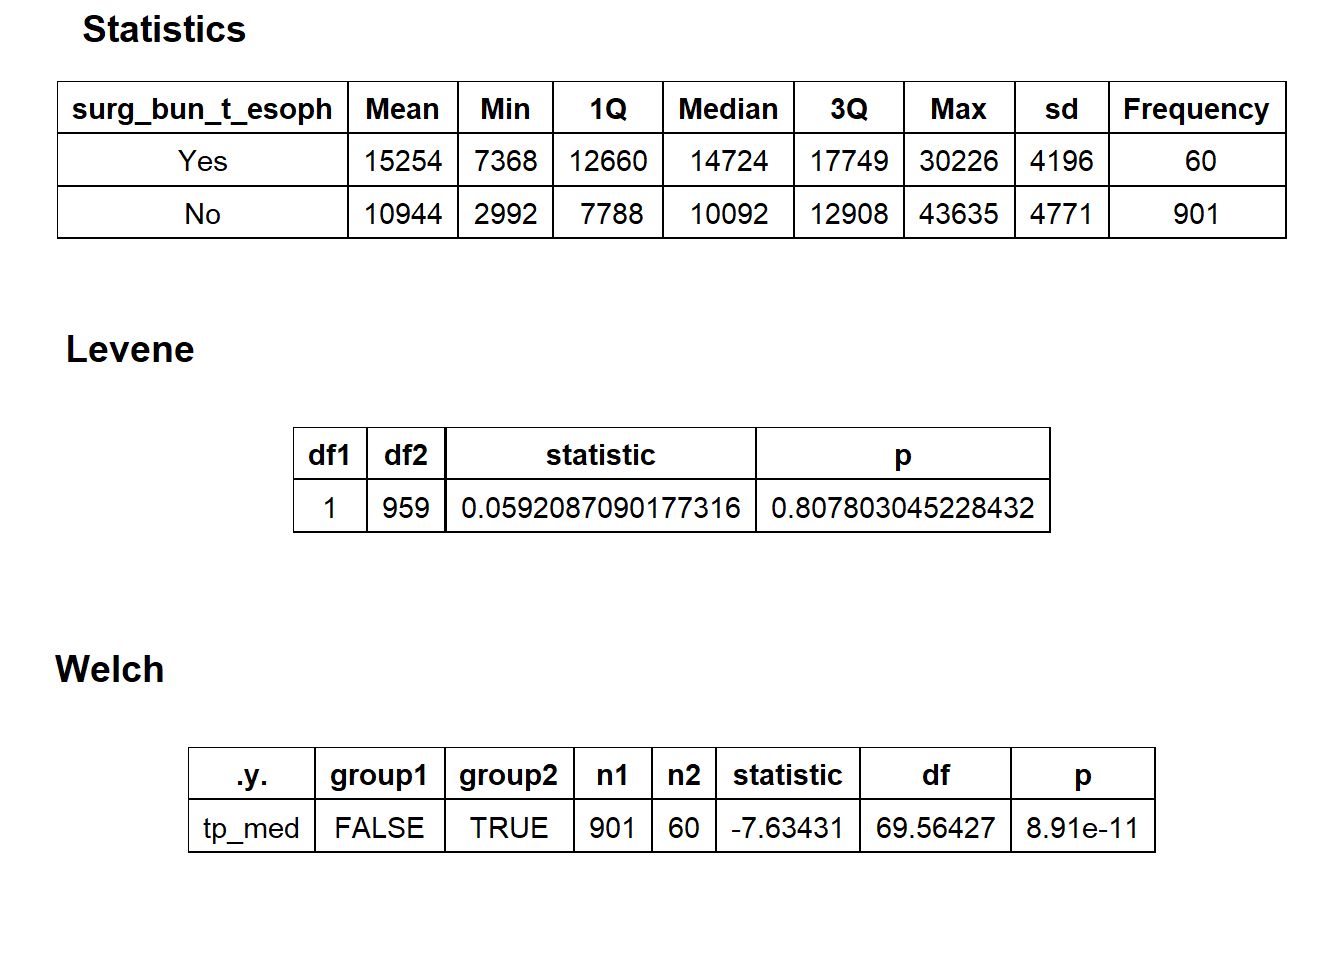 Statistics
surg_bun_t_esoph Mean Min 1Q Median 3Q Max sd Frequency
Yes 15254 7368 12660 14724 17749 30226 4196 60
No 10944 2992 7788 10092 12908 43635 4771 901
Levene
df1 df2 statistic p
1 959 0.0592087090177316 0.807803045228432
Welch
.y. group1 group2 n1 n2 statistic df p
tp_med FALSE TRUE 901 60 -7.63431 69.56427 8.91e-11